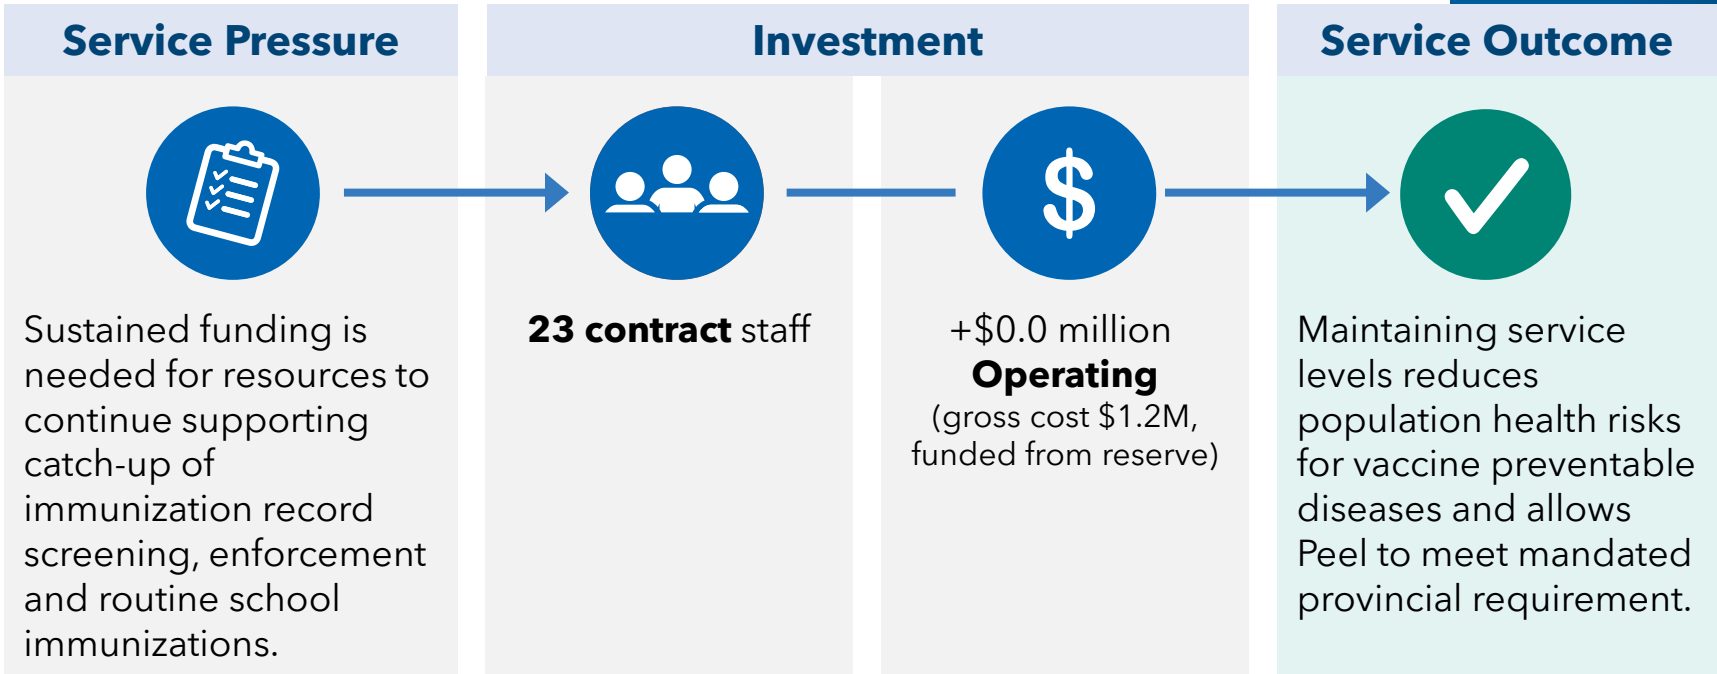 Service Pressure
Sustained funding is
needed for resources to
continue supporting
catch-up of
immunization record
screening, enforcement
and routine school
immunizations.
Investment
23 contract staff
$
+$0.0 million
Operating
(gross cost $1.2M,
funded from reserve)
Service Outcome
Maintaining service
levels reduces
population health risks
for vaccine preventable
diseases and allows
Peel to meet mandated
provincial requirement.